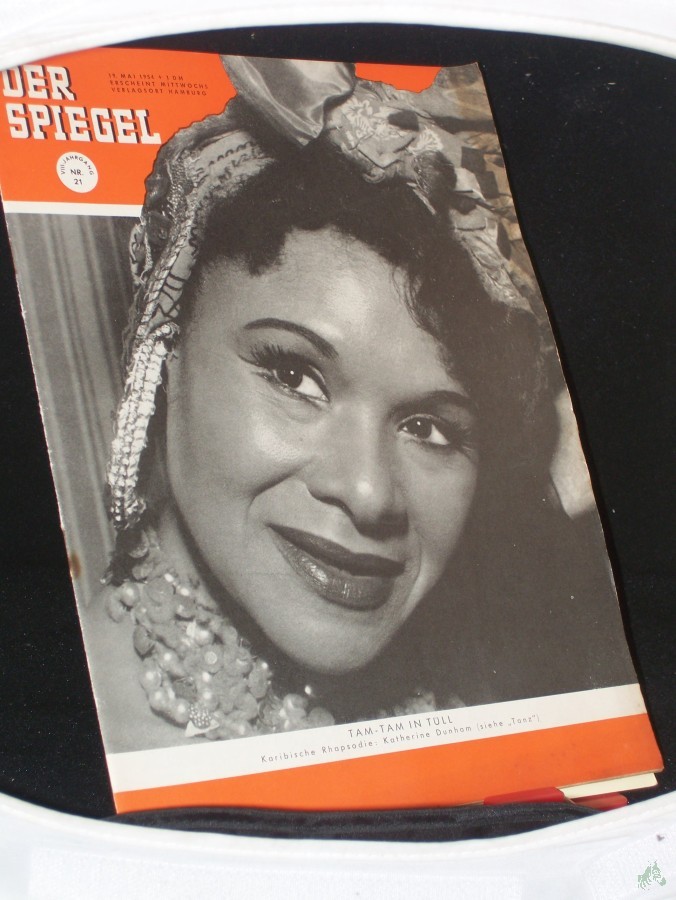 DER
SPIEGEL
19. MAI 1954 • 1 DM
ERSCHEINT MITTWOCHS
VERLAGSORT HAMBURG
VIII. JAHRGANG
NR.
21
TAM-TAM IN TÜLL
Karibische Rhapsodie: Katherine Dunham (siehe „Tanz")